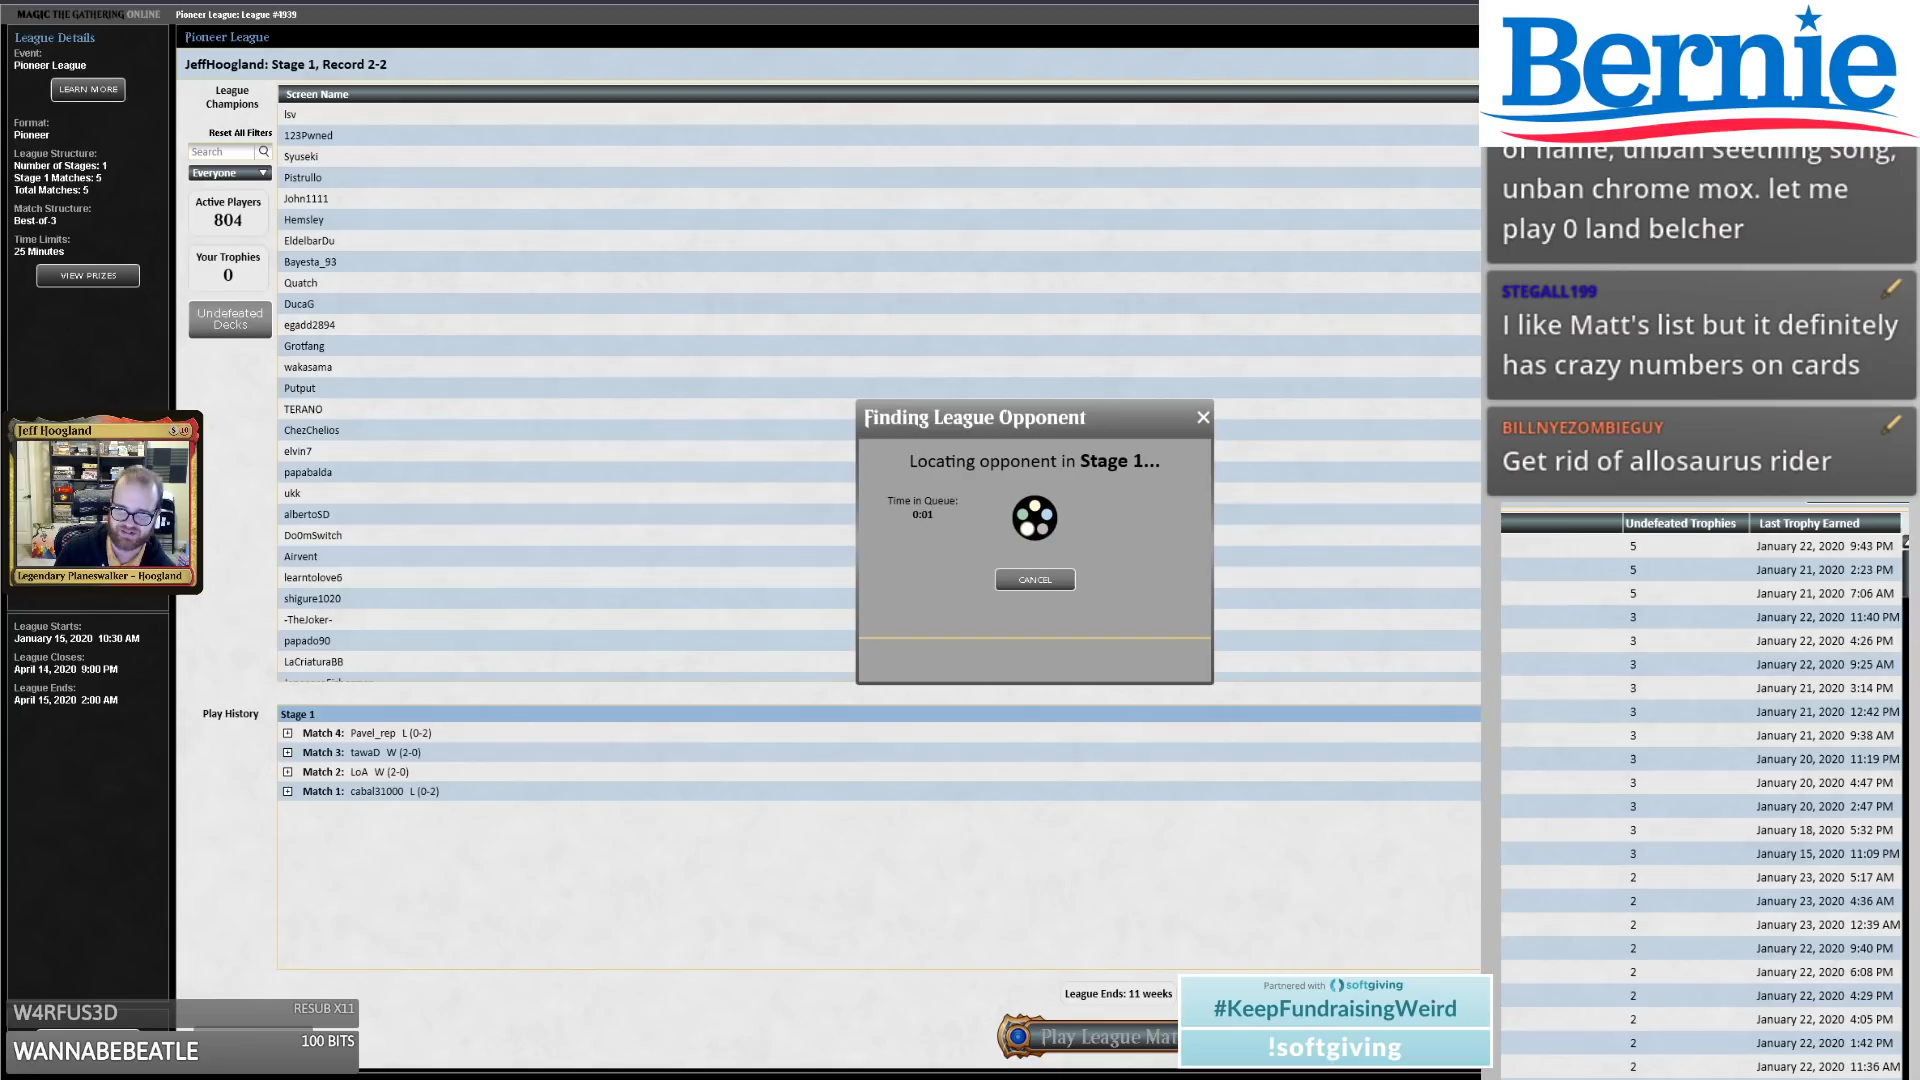 MAGIC THE GATHERING ONLINE
Pioneer League: League #4939
League Details
Event:
Pioneer League
LEARN MORE
Format:
Pioneer
League Structure:
Number of Stages: 1
Stage 1 Matches: 5
Total Matches: 5
Match Structure:
Best-of-3
Time Limits:
25 Minutes
VIEW PRIZES
Jeff Hoogland
Legendary Planeswalker – Hoogland
League Starts:
January 15, 2020 10:30 AM
League Closes:
April 14, 2020 9:00 PM
League Ends:
April 15, 2020 2:00 AM
W4RFUS3D RESUB X11
WANNABEBEATLE 100 BITS
Pioneer League
JeffHoogland: Stage 1, Record 2-2
League
Champions
Reset All Filters
Search
Everyone
Active Players
804
Your Trophies
0
Undefeated
Decks
Screen Name
lsv
123Pwned
Syuseki
Pistrullo
John1111
Hemsley
EldelbarDu
Bayesta_93
Quatch
DucaG
egadd2894
Grotfang
wakasama
Putput
TERANO
ChezChelios
elvin7
papabalda
ukk
albertoSD
Do0mSwitch
Airvent
learntolove6
shigure1020
-TheJoker-
papado90
LaCriaturaBB
Finding League Opponent
Locating opponent in Stage 1...
Time in Queue:
0:01
CANCEL
Play History
Stage 1
Match 4: Pavel_rep L (0-2)
Match 3: tawaD W (2-0)
Match 2: LoA W (2-0)
Match 1: cabal31000 L (0-2)
League Ends: 11 weeks
Play League Mat
Partnered with softgiving
#KeepFundraisingWeird
!softgiving
Bernie
of flame, unban seething song,
unban chrome mox. let me
play 0 land belcher
STEGALL199
I like Matt's list but it definitely
has crazy numbers on cards
BILLNYEZOMBIEGUY
Get rid of allosaurus rider
Undefeated Trophies Last Trophy Earned
5 January 22, 2020 9:43 PM
5 January 21, 2020 2:23 PM
5 January 21, 2020 7:06 AM
3 January 22, 2020 11:40 PM
3 January 22, 2020 4:26 PM
3 January 22, 2020 9:25 AM
3 January 21, 2020 3:14 PM
3 January 21, 2020 12:42 PM
3 January 21, 2020 9:38 AM
3 January 20, 2020 11:19 PM
3 January 20, 2020 4:47 PM
3 January 20, 2020 2:47 PM
3 January 18, 2020 5:32 PM
3 January 15, 2020 11:09 PM
2 January 23, 2020 5:17 AM
2 January 23, 2020 4:36 AM
2 January 23, 2020 12:39 AM
2 January 22, 2020 9:40 PM
2 January 22, 2020 6:08 PM
2 January 22, 2020 4:29 PM
2 January 22, 2020 4:05 PM
2 January 22, 2020 1:42 PM
2 January 22, 2020 11:36 AM